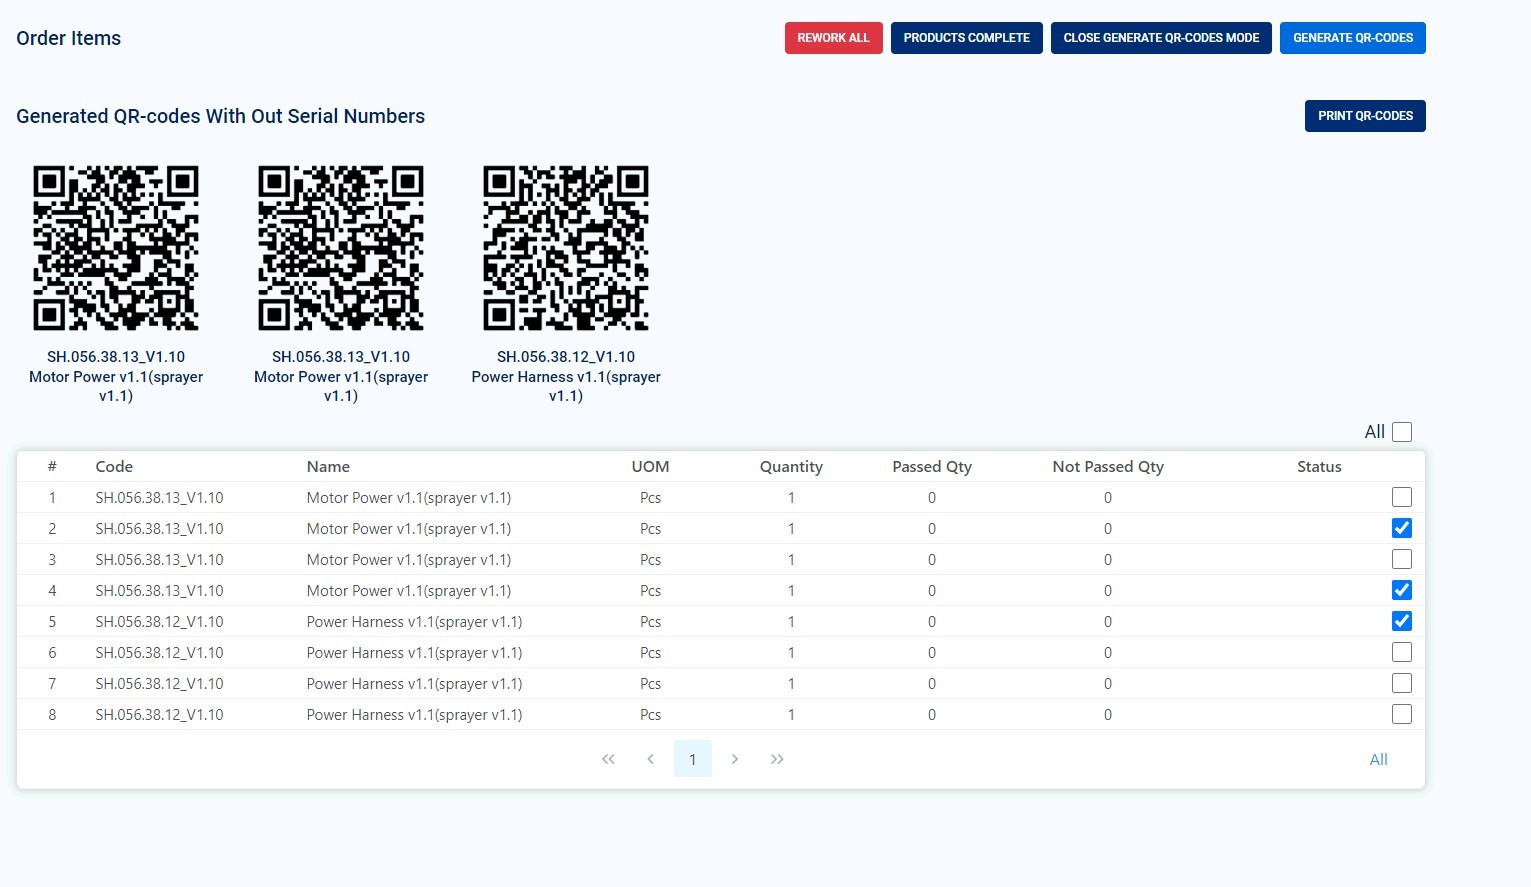 Order Items
REWORK ALL
PRODUCTS COMPLETE
CLOSE GENERATE QR-CODES MODE
GENERATE QR-CODES
Generated QR-codes With Out Serial Numbers
PRINT QR-CODES
SH.056.38.13_V1.10
Motor Power v1.1(sprayer
v1.1)
SH.056.38.13_V1.10
Motor Power v1.1(sprayer
v1.1)
SH.056.38.12_V1.10
Power Harness v1.1(sprayer
v1.1)
All
# Code Name UOM Quantity Passed Qty Not Passed Qty Status
1 SH.056.38.13_V1.10 Motor Power v1.1(sprayer v1.1) Pcs 1 0 0
2 SH.056.38.13_V1.10 Motor Power v1.1(sprayer v1.1) Pcs 1 0 0
3 SH.056.38.13_V1.10 Motor Power v1.1(sprayer v1.1) Pcs 1 0 0
4 SH.056.38.13_V1.10 Motor Power v1.1(sprayer v1.1) Pcs 1 0 0
5 SH.056.38.12_V1.10 Power Harness v1.1(sprayer v1.1) Pcs 1 0 0
6 SH.056.38.12_V1.10 Power Harness v1.1(sprayer v1.1) Pcs 1 0 0
7 SH.056.38.12_V1.10 Power Harness v1.1(sprayer v1.1) Pcs 1 0 0
8 SH.056.38.12_V1.10 Power Harness v1.1(sprayer v1.1) Pcs 1 0 0
« ‹ 1 › » All